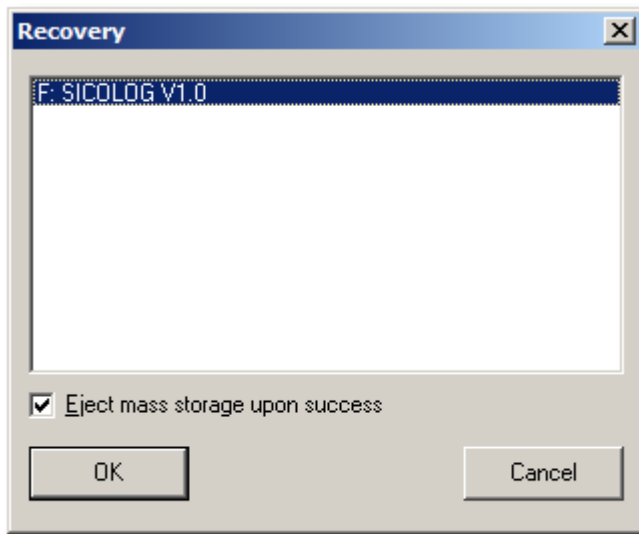 Recovery
F: SICOLOG V1.0
Eject mass storage upon success
OK
Cancel